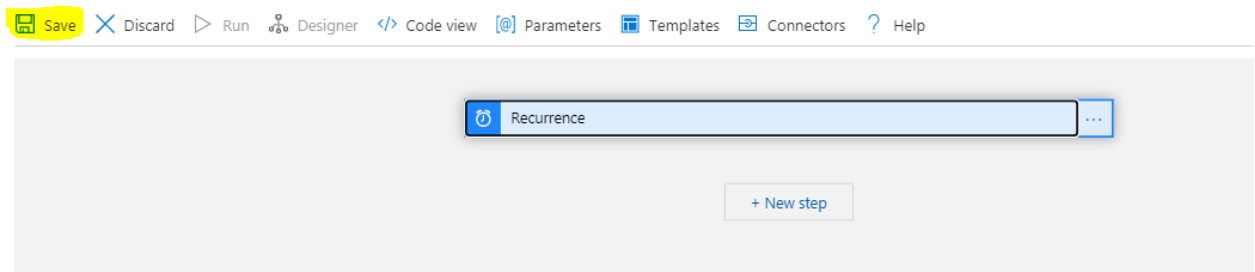 Save Discard Run Designer </> Code view [@] Parameters Templates Connectors ? Help
Recurrence ...
+ New step